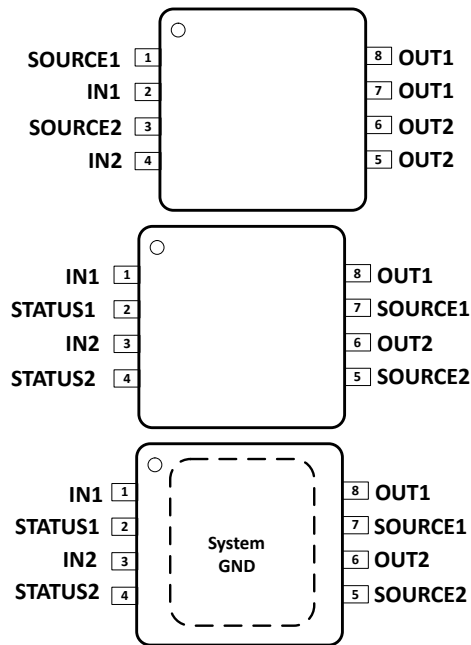 SOURCE1 1 8 OUT1
IN1 2 7 OUT1
SOURCE2 3 6 OUT2
IN2 4 5 OUT2
IN1 1 8 OUT1
STATUS1 2 7 SOURCE1
IN2 3 6 OUT2
STATUS2 4 5 SOURCE2
IN1 1 8 OUT1
STATUS1 2 7 SOURCE1
System
GND
IN2 3 6 OUT2
STATUS2 4 5 SOURCE2